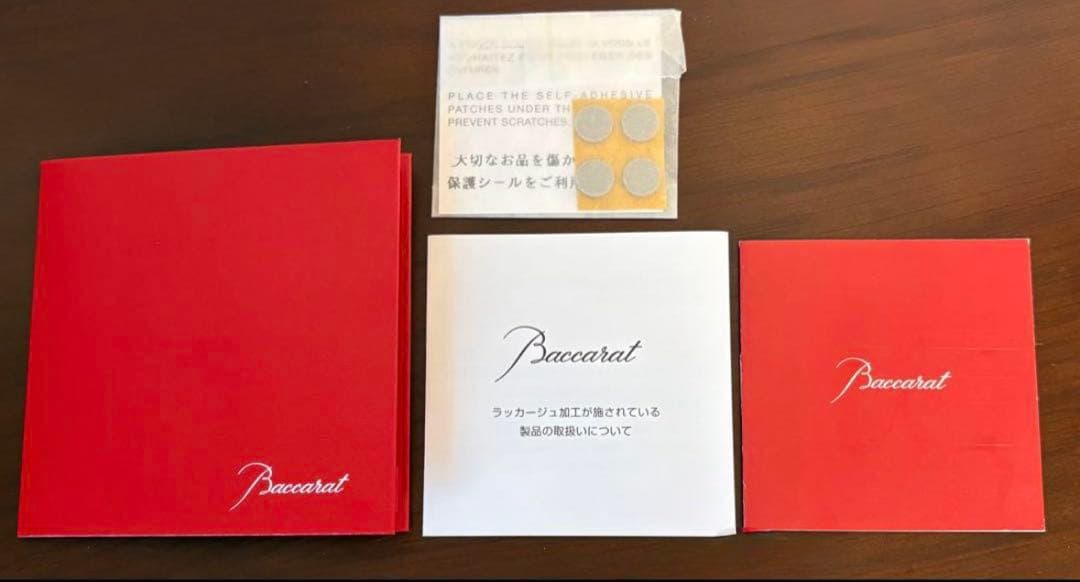 PLACE THE SELF-ADHESIVE
PATCHES UNDER TH
PREVENT SCRATCHES.
大切なお品を傷か
保護シールをご利用
Baccarat
ラッカージュ加工が施されている
製品の取扱いについて
Baccarat
Baccarat